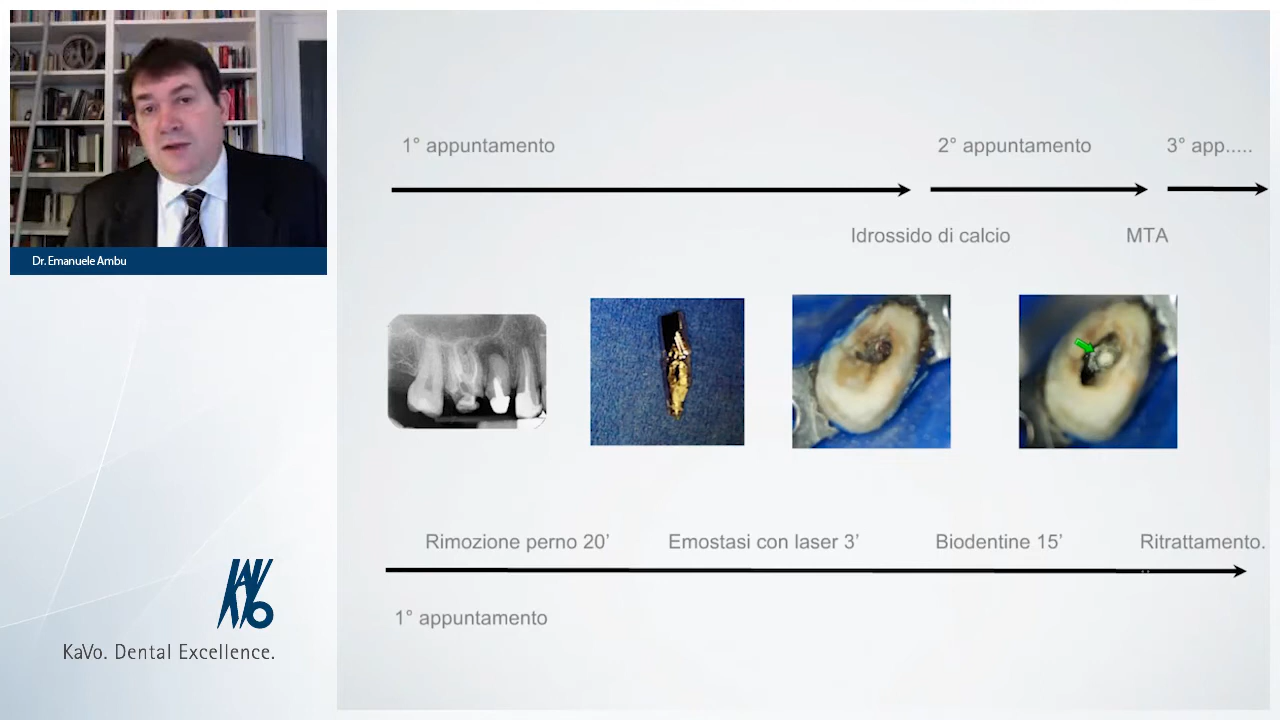 Dr. Emanuele Ambu
KAVO
KaVo. Dental Excellence.
1° appuntamento
2° appuntamento
3° app.....
Idrossido di calcio
MTA
Rimozione perno 20’
Emostasi con laser 3’
Biodentine 15’
Ritrattamento.
1° appuntamento